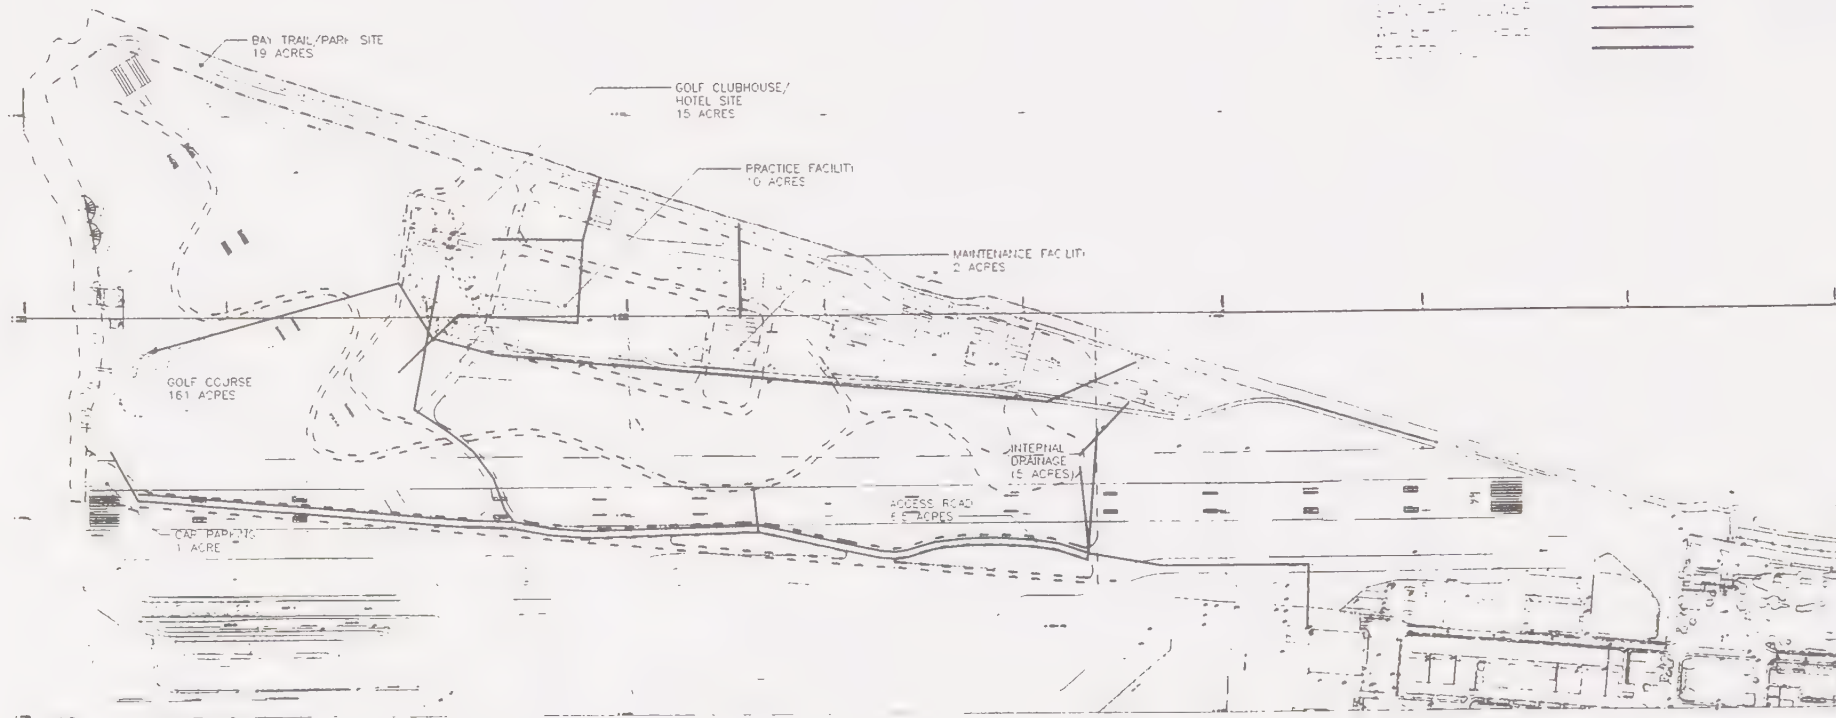 BAY TRAIL/PARK SITE
19 ACRES
GOLF CLUBHOUSE/
HOTEL SITE
15 ACRES
PRACTICE FACILITY
10 ACRES
MAINTENANCE FACILITY
2 ACRES
GOLF COURSE
161 ACRES
INTERNAL
DRAINAGE
(5 ACRES)
ACCESS ROAD
ACRES
CAR PARKING
1 ACRE